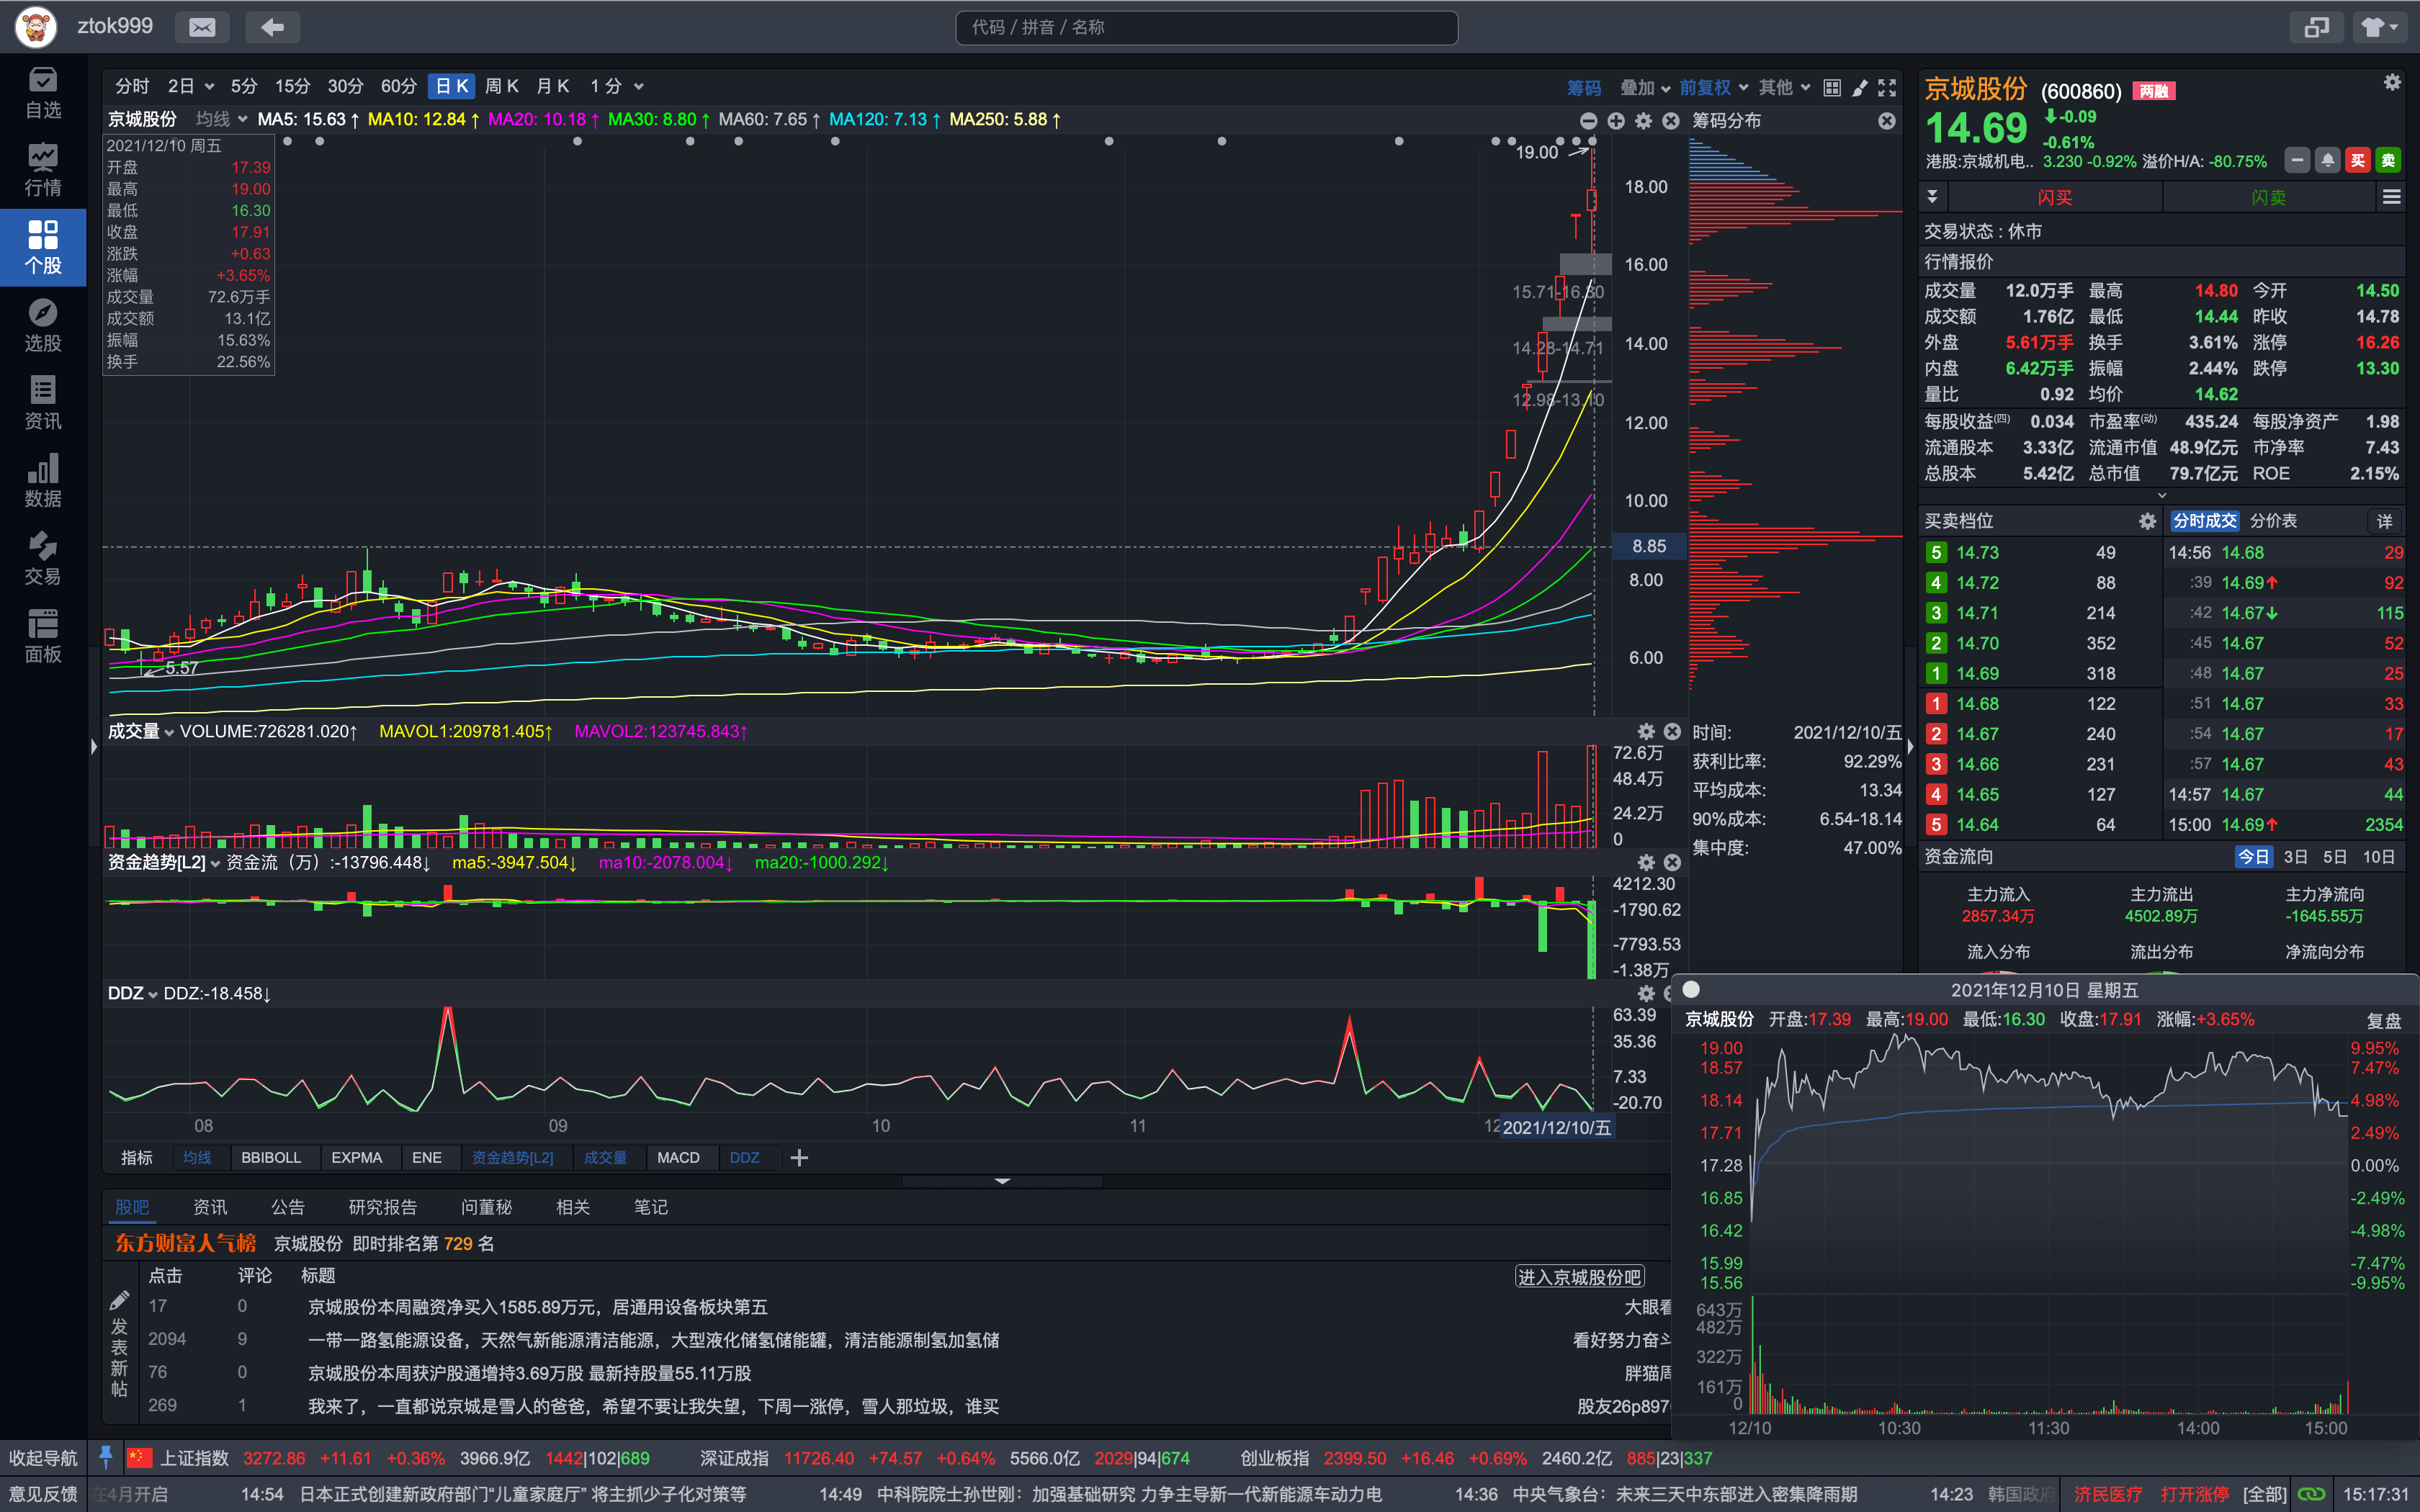 ztok999
代码 / 拼音 / 名称
自选
行情
个股
选股
资讯
数据
交易
面板
分时 2日 5分 15分 30分 60分 日K 周K 月K 1分 筹码 叠加 前复权 其他
京城股份 均线 MA5: 15.63↑ MA10: 12.84↑ MA20: 10.18↑ MA30: 8.80↑ MA60: 7.65↑ MA120: 7.13↑ MA250: 5.88↑
筹码分布
2021/12/10 周五
开盘 17.39
最高 19.00
最低 16.30
收盘 17.91
涨跌 +0.63
涨幅 +3.65%
成交量 72.6万手
成交额 13.1亿
振幅 15.63%
换手 22.56%
19.00
15.71-16.30
14.28-14.71
12.98-13.10
5.57
18.00
16.00
14.00
12.00
10.00
8.85
8.00
6.00
成交量 VOLUME:726281.020↑ MAVOL1:209781.405↑ MAVOL2:123745.843↑
72.6万
48.4万
24.2万
0
资金趋势[L2] 资金流（万）:-13796.448↓ ma5:-3947.504↓ ma10:-2078.004↓ ma20:-1000.292↓
4212.30
-1790.62
-7793.53
-1.38万
DDZ DDZ:-18.458↓
63.39
35.36
7.33
-20.70
08 09 10 11 12 2021/12/10/五
指标 均线 BBIBOLL EXPMA ENE 资金趋势[L2] 成交量 MACD DDZ
时间: 2021/12/10/五
获利比率: 92.29%
平均成本: 13.34
90%成本: 6.54-18.14
集中度: 47.00%
股吧 资讯 公告 研究报告 问董秘 相关 笔记
东方财富人气榜 京城股份 即时排名第 729 名
点击 评论 标题 进入京城股份吧
17 0 京城股份本周融资净买入1585.89万元，居通用设备板块第五 大眼看
2094 9 一带一路氢能源设备，天然气新能源清洁能源，大型液化储氢储能罐，清洁能源制氢加氢储 看好努力奋斗
76 0 京城股份本周获沪股通增持3.69万股 最新持股量55.11万股 胖猫周
269 1 我来了，一直都说京城是雪人的爸爸，希望不要让我失望，下周一涨停，雪人那垃圾，谁买 股友26p897
发表新帖
京城股份 (600860) 两融
14.69 -0.09
-0.61%
港股:京城机电.. 3.230 -0.92% 溢价H/A: -80.75% 买 卖
闪买 闪卖
交易状态 : 休市
行情报价
成交量 12.0万手 最高 14.80 今开 14.50
成交额 1.76亿 最低 14.44 昨收 14.78
外盘 5.61万手 换手 3.61% 涨停 16.26
内盘 6.42万手 振幅 2.44% 跌停 13.30
量比 0.92 均价 14.62
每股收益(四) 0.034 市盈率(动) 435.24 每股净资产 1.98
流通股本 3.33亿 流通市值 48.9亿元 市净率 7.43
总股本 5.42亿 总市值 79.7亿元 ROE 2.15%
买卖档位 分时成交 分价表 详
5 14.73 49 14:56 14.68 29
4 14.72 88 :39 14.69↑ 92
3 14.71 214 :42 14.67↓ 115
2 14.70 352 :45 14.67 52
1 14.69 318 :48 14.67 25
1 14.68 122 :51 14.67 33
2 14.67 240 :54 14.67 17
3 14.66 231 :57 14.67 43
4 14.65 127 14:57 14.67 44
5 14.64 64 15:00 14.69↑ 2354
资金流向 今日 3日 5日 10日
主力流入 主力流出 主力净流向
2857.34万 4502.89万 -1645.55万
流入分布 流出分布 净流向分布
2021年12月10日 星期五
京城股份 开盘:17.39 最高:19.00 最低:16.30 收盘:17.91 涨幅:+3.65% 复盘
19.00 9.95%
18.57 7.47%
18.14 4.98%
17.71 2.49%
17.28 0.00%
16.85 -2.49%
16.42 -4.98%
15.99 -7.47%
15.56 -9.95%
643万
482万
322万
161万
0
12/10 10:30 11:30 14:00 15:00
收起导航 上证指数 3272.86 +11.61 +0.36% 3966.9亿 1442|102|689 深证成指 11726.40 +74.57 +0.64% 5566.0亿 2029|94|674 创业板指 2399.50 +16.46 +0.69% 2460.2亿 885|23|337
意见反馈 在4月开启 14:54 日本正式创建新政府部门“儿童家庭厅” 将主抓少子化对策等 14:49 中科院院士孙世刚：加强基础研究 力争主导新一代新能源车动力电 14:36 中央气象台：未来三天中东部进入密集降雨期 14:23 韩国政府 济民医疗 打开涨停 [全部] 15:17:31